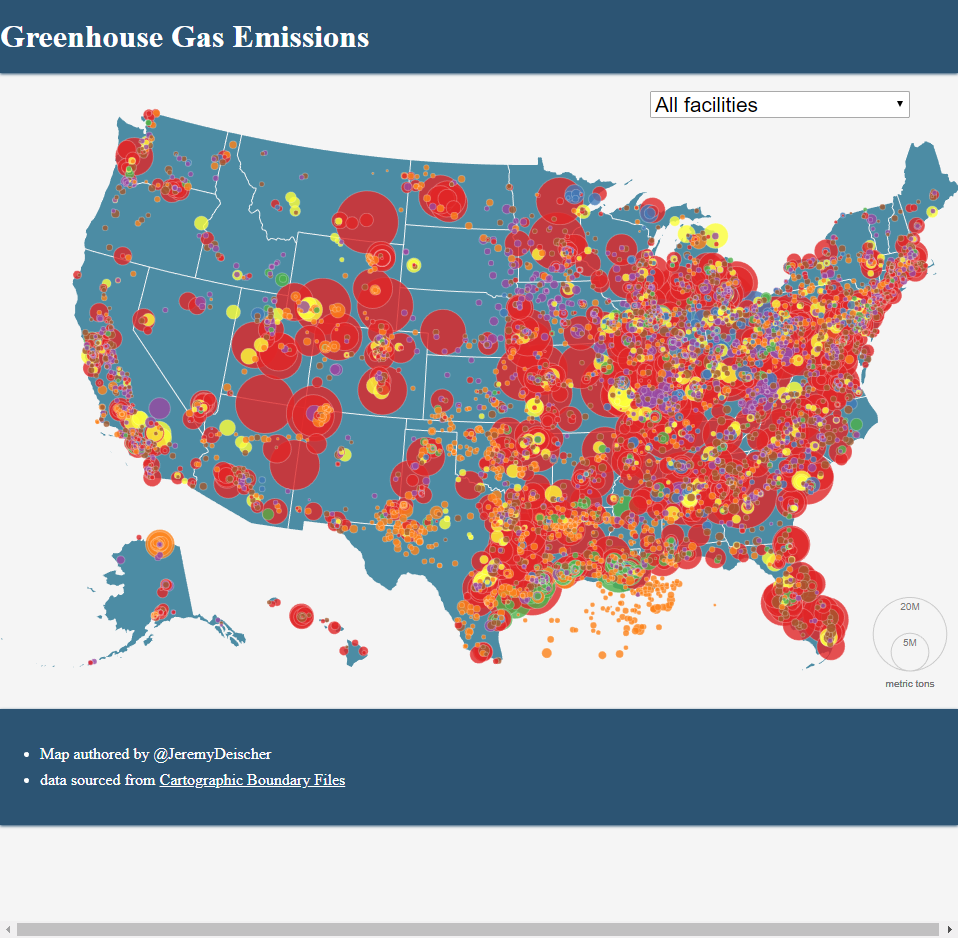 Greenhouse Gas Emissions
All facilities
20M
5M
metric tons
Map authored by @JeremyDeischer
data sourced from Cartographic Boundary Files